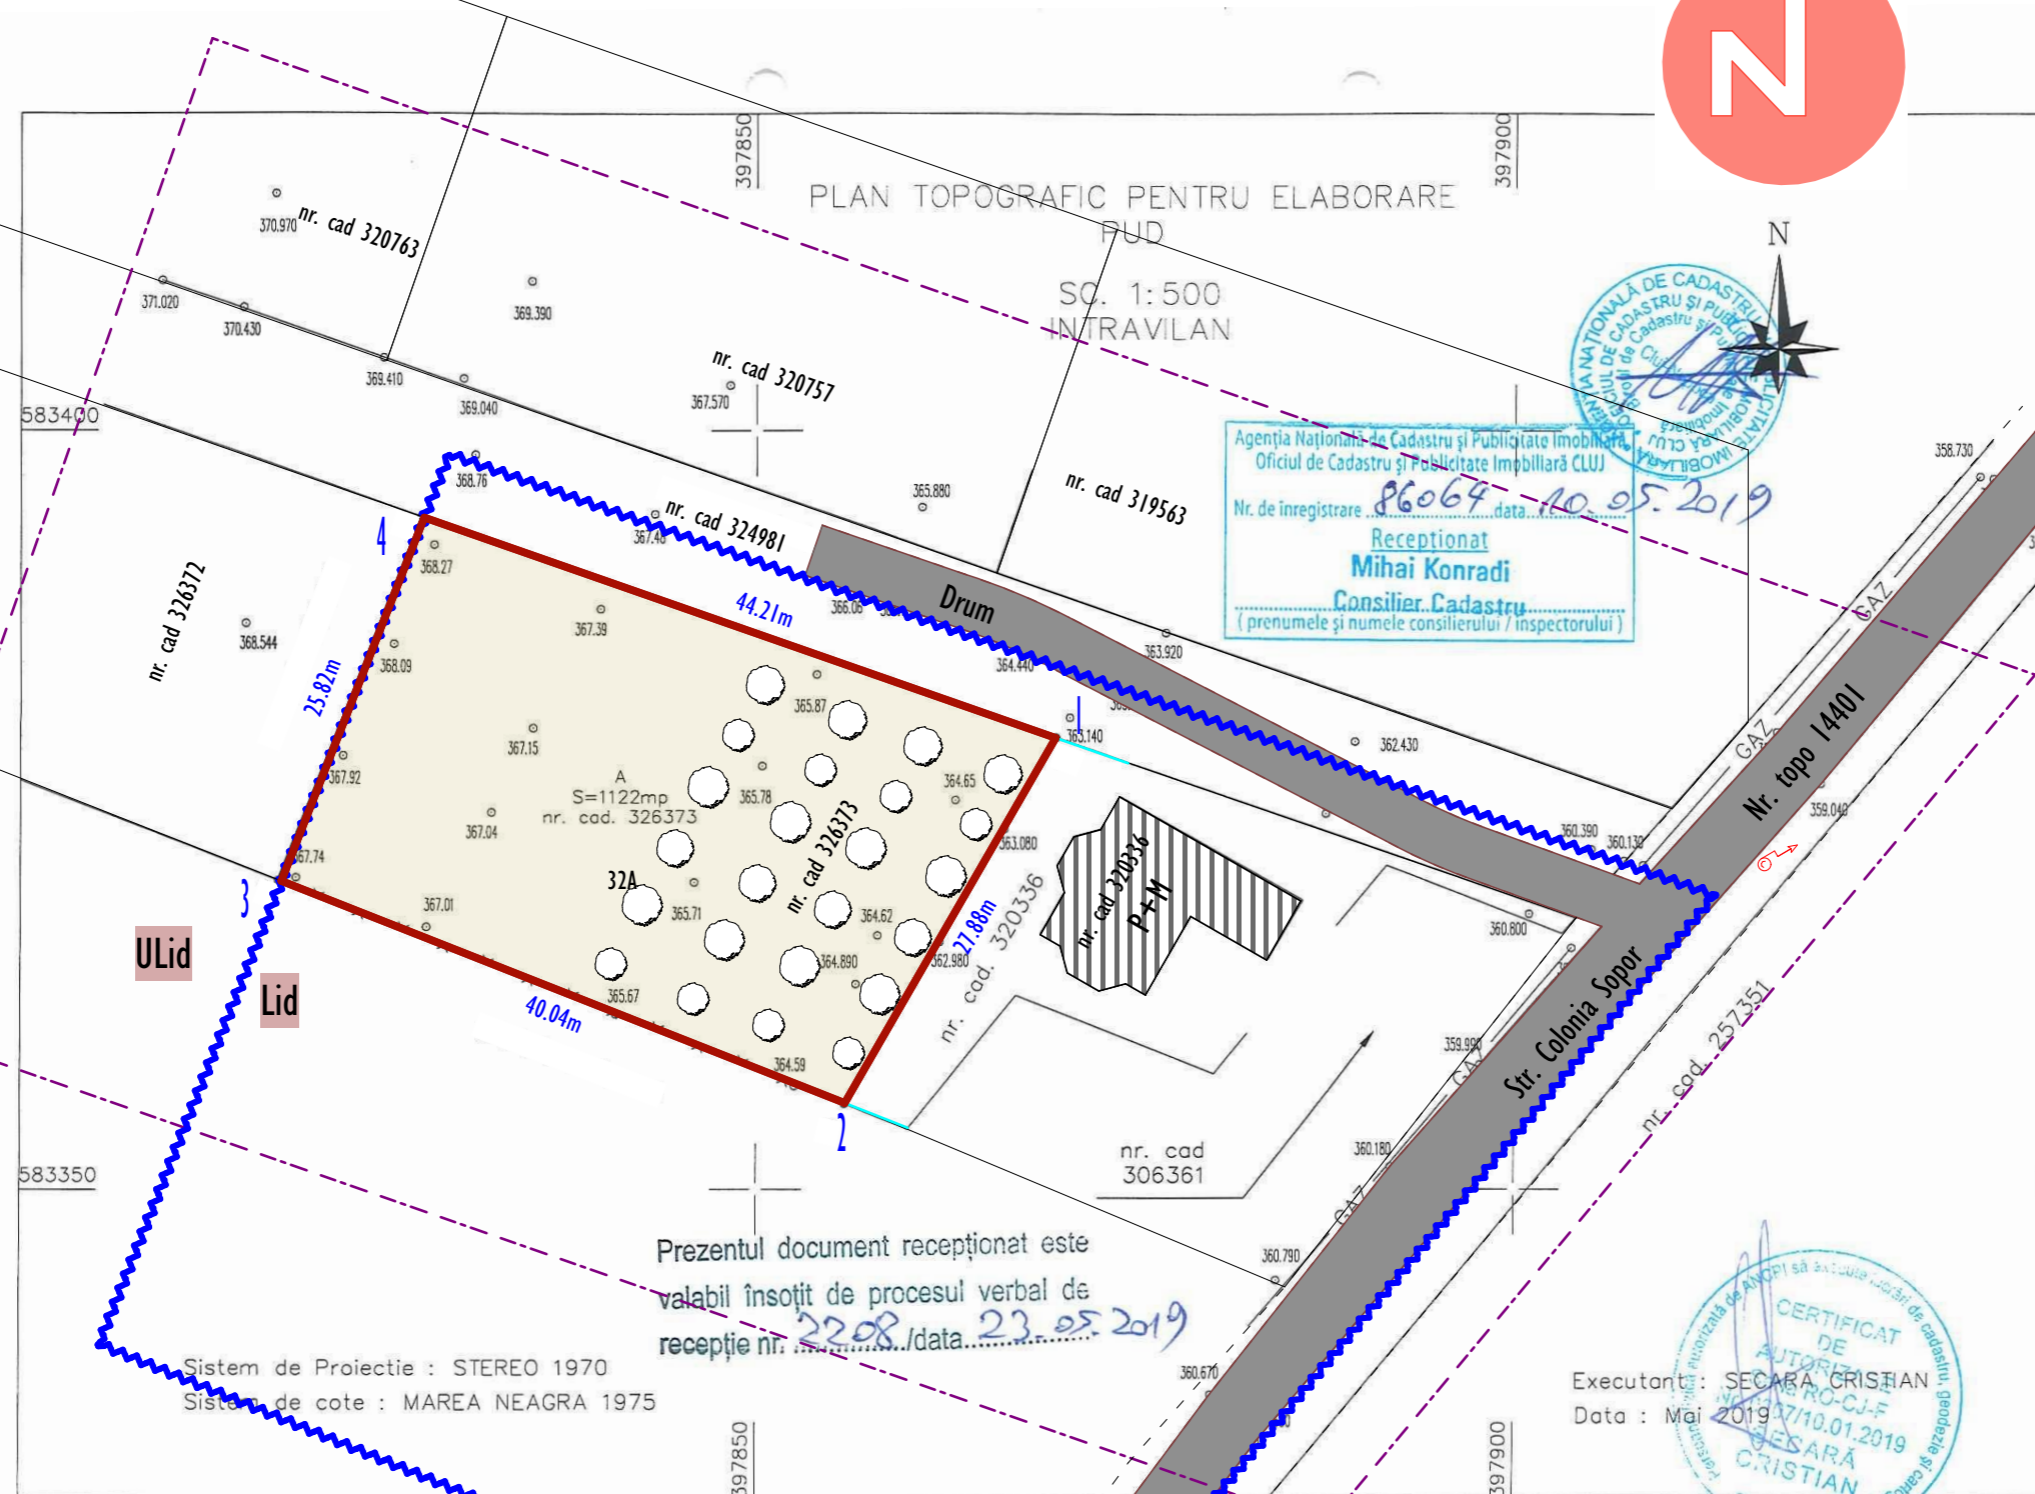 N
397850
397900
PLAN TOPOGRAFIC PENTRU ELABORARE
PUD
SC. 1:500
INTRAVILAN
N
370.970
nr. cad 320763
371.020
370.430
369.390
369.410
369.040
nr. cad 320757
367.570
583400
358.730
Agenția Națională de Cadastru și Publicitate Imobiliară
Oficiul de Cadastru și Publicitate Imobiliară CLUJ
Nr. de inregistrare 86064 data 10.05.2019
Recepționat
Mihai Konradi
Consilier Cadastru
( prenumele și numele consilierului / inspectorului )
368.76
365.880
nr. cad 319563
nr. cad 324981
4
368.27
nr. cad 326372
368.544
367.39
44.21m
366.06
Drum
364.440
363.920
GAZ
368.09
25.82m
365.87
1
363.140
362.430
GAZ
Nr. topo 14401
367.15
367.92
A
S=1122mp
nr. cad. 326373
365.78
364.65
359.040
367.04
nr. cad 326373
363.080
360.390
360.130
367.74
3
32A
367.01
365.71
364.62
27.88m
nr. cad. 320336
nr. cad 320336
P+M
360.800
ULid
Lid
364.890
362.980
365.67
40.04m
364.59
2
359.990
GAZ
Str. Colonia Sopor
nr. cad. 257351
583350
nr. cad
306361
360.180
GAZ
360.790
Prezentul document recepționat este
valabil însoțit de procesul verbal de
recepție nr. 2208 /data 23.05.2019
360.670
Sistem de Proiectie : STEREO 1970
Sistem de cote : MAREA NEAGRA 1975
Executant : SECARA CRISTIAN
Data : Mai 2019
CERTIFICAT
DE
AUTORIZARE
SECARĂ
CRISTIAN
397850
397900